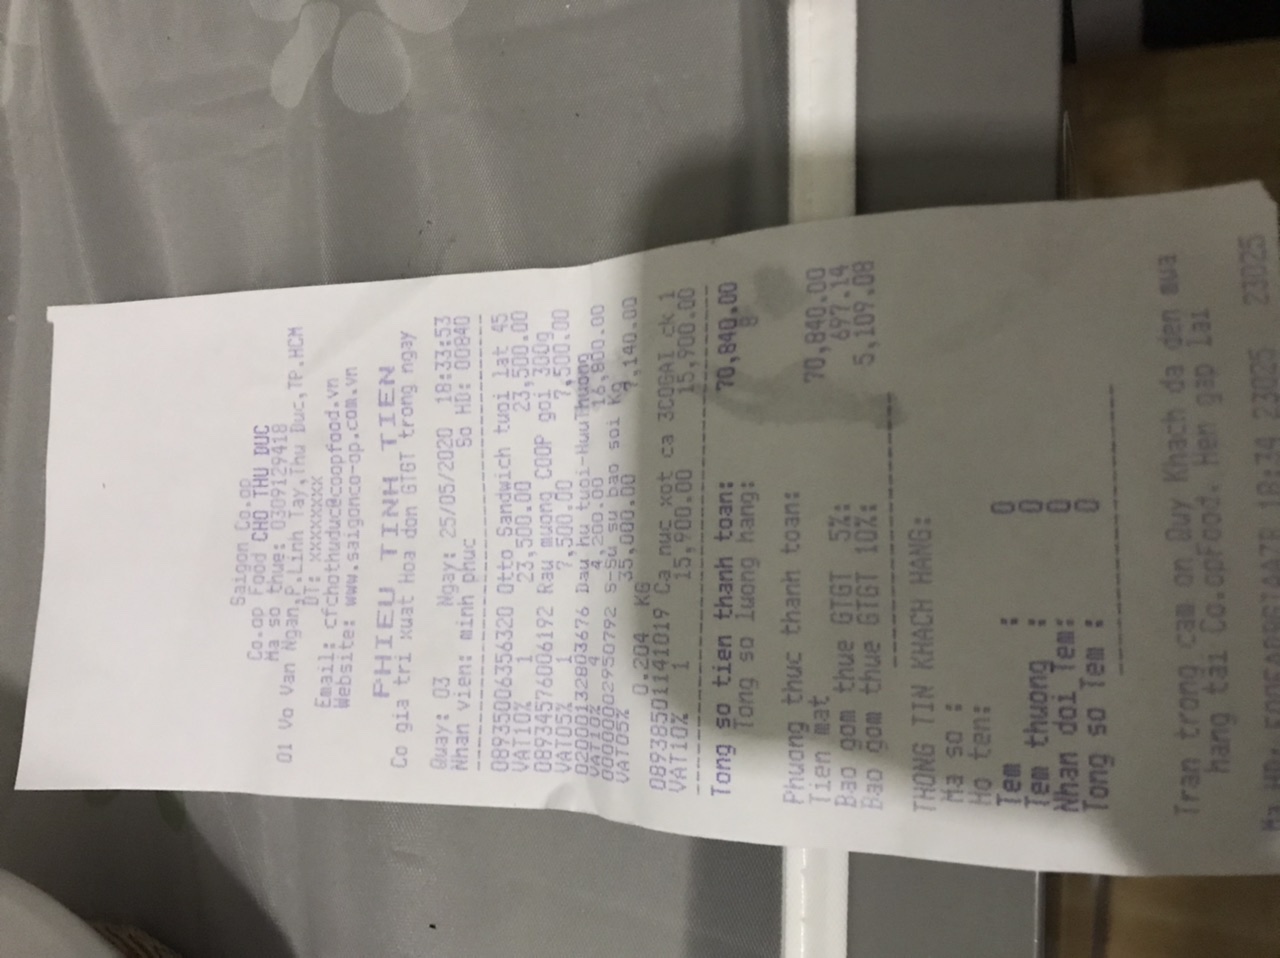 Saigon Co.op
Co.op Food CHO THU DUC
Ma so thue: 0309129418
01 Vo Van Ngan,P.Linh Tay,Thu Duc,TP.HCM
DT: XXXXXXXXX
Email: cfchothuduc@coopfood.vn
Website: www.saigonco-op.com.vn
PHIEU TINH TIEN
Co gia tri xuat Hoa don GTGT trong ngay
Quay: 03 Ngay: 25/05/2020 18:33:53
Nhan vien: minh phuc So HD: 00840
08935006356320 Otto Sandwich tuoi lat 45
VAT10% 1 23,500.00 23,500.00
08934576006192 Rau muong COOP goi 300g
VAT05% 1 7,500.00 7,500.00
02000132803676 Dau hu tuoi-HuuThuong
VAT10% 4 4,200.00 16,800.00
00000002950792 S-Su su bao soi Kg
VAT05% 35,000.00 7,140.00
0.204 KG
08938501141019 Ca nuc xot ca 3COGAI ck 1
VAT10% 1 15,900.00 15,900.00
Tong so tien thanh toan: 70,840.00
Tong so luong hang: 8
Phuong thuc thanh toan:
Tien mat 70,840.00
Bao gom thue GTGT 5%: 697.14
Bao gom thue GTGT 10%: 5,109.08
THONG TIN KHACH HANG:
Ma so :
Ho ten:
Tem : 0
Tem thuong : 0
Nhan doi Tem: 0
Tong so Tem : 0
Tran trong cam on Quy Khach da den mua
hang tai Co.opFood. Hen gap lai
18:34 23025 23025